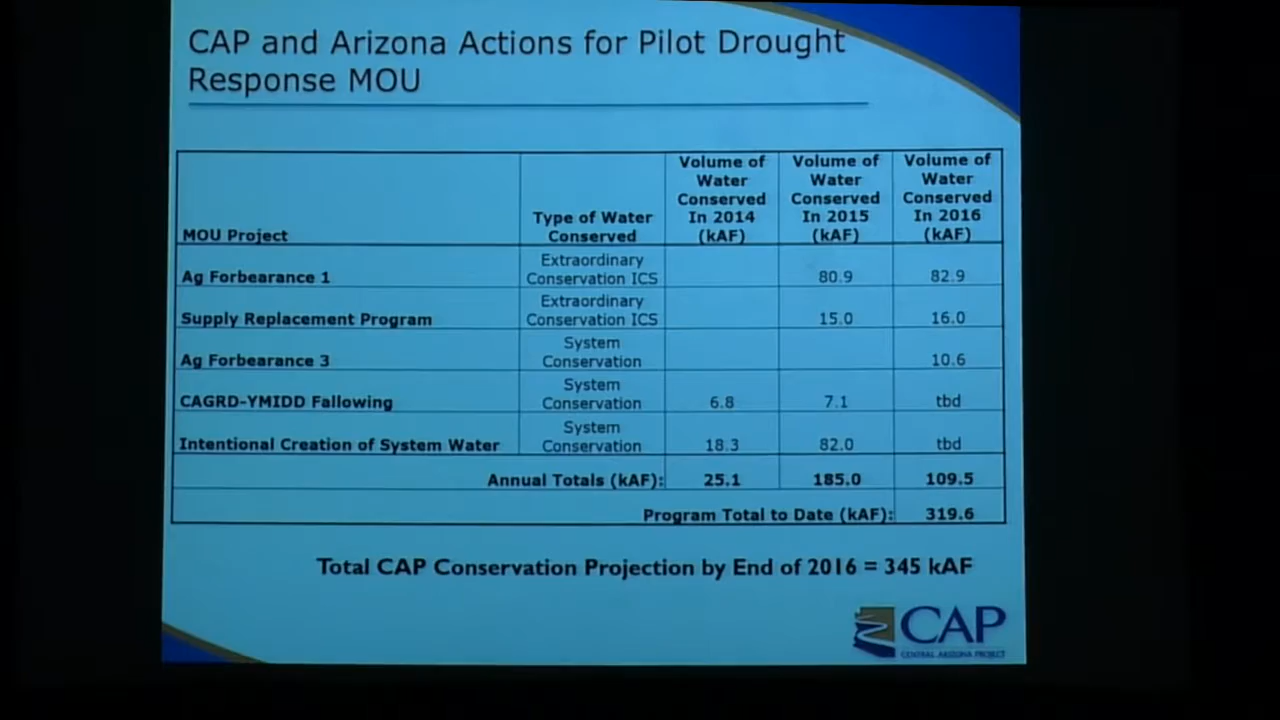 CAP and Arizona Actions for Pilot Drought
Response MOU
MOU Project
Type of Water
Conserved
Volume of
Water
Conserved
In 2014
(kAF)
Volume of
Water
Conserved
In 2015
(kAF)
Volume of
Water
Conserved
In 2016
(kAF)
Ag Forbearance 1
Extraordinary
Conservation ICS
80.9
82.9
Supply Replacement Program
Extraordinary
Conservation ICS
15.0
16.0
Ag Forbearance 3
System
Conservation
10.6
CAGRD-YMIDD Fallowing
System
Conservation
6.8
7.1
tbd
Intentional Creation of System Water
System
Conservation
18.3
82.0
tbd
Annual Totals (kAF):
25.1
185.0
109.5
Program Total to Date (kAF):
319.6
Total CAP Conservation Projection by End of 2016 = 345 kAF
CAP
CENTRAL ARIZONA PROJECT